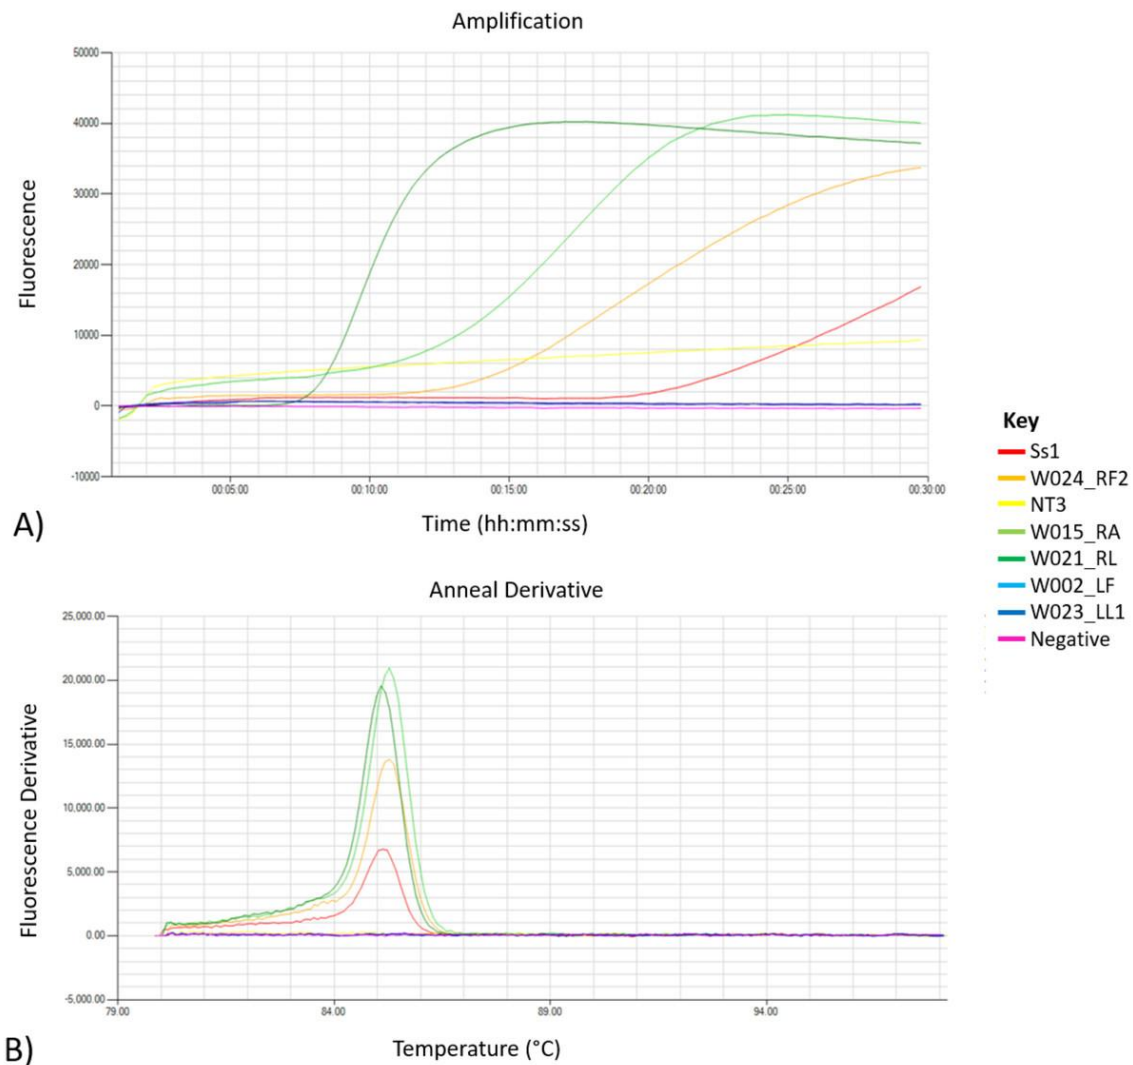 Amplification
50000
40000
30000
20000
10000
0
-10000
Fluorescence
00:05:00 00:10:00 00:15:00 00:20:00 00:25:00 00:30:00
Time (hh:mm:ss)
A)
Key
Ss1
W024_RF2
NT3
W015_RA
W021_RL
W002_LF
W023_LL1
Negative
Anneal Derivative
25,000.00
20,000.00
15,000.00
10,000.00
5,000.00
0.00
-5,000.00
Fluorescence Derivative
79.00 84.00 89.00 94.00
Temperature (°C)
B)